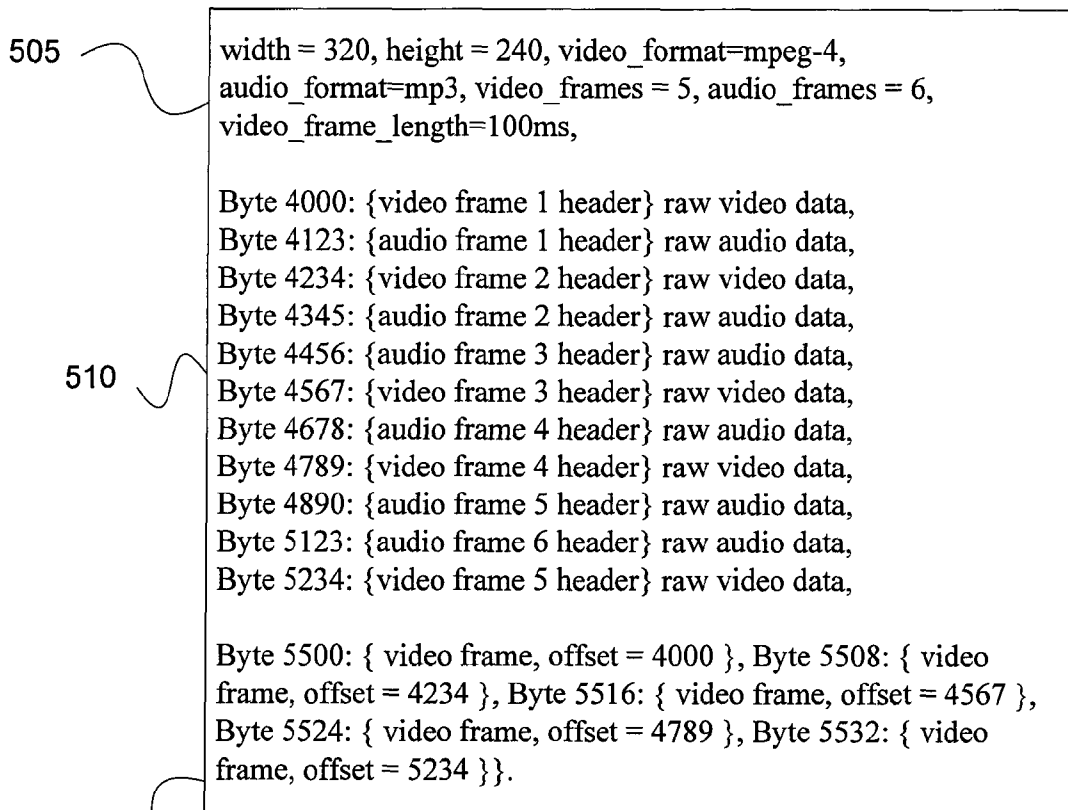 505
width = 320, height = 240, video_format=mpeg-4,
audio_format=mp3, video_frames = 5, audio_frames = 6,
video_frame_length=100ms,
Byte 4000: {video frame 1 header} raw video data,
Byte 4123: {audio frame 1 header} raw audio data,
Byte 4234: {video frame 2 header} raw video data,
Byte 4345: {audio frame 2 header} raw audio data,
Byte 4456: {audio frame 3 header} raw audio data,
510
Byte 4567: {video frame 3 header} raw video data,
Byte 4678: {audio frame 4 header} raw audio data,
Byte 4789: {video frame 4 header} raw video data,
Byte 4890: {audio frame 5 header} raw audio data,
Byte 5123: {audio frame 6 header} raw audio data,
Byte 5234: {video frame 5 header} raw video data,
Byte 5500: { video frame, offset = 4000 }, Byte 5508: { video
frame, offset = 4234 }, Byte 5516: { video frame, offset = 4567 },
Byte 5524: { video frame, offset = 4789 }, Byte 5532: { video
frame, offset = 5234 }}.